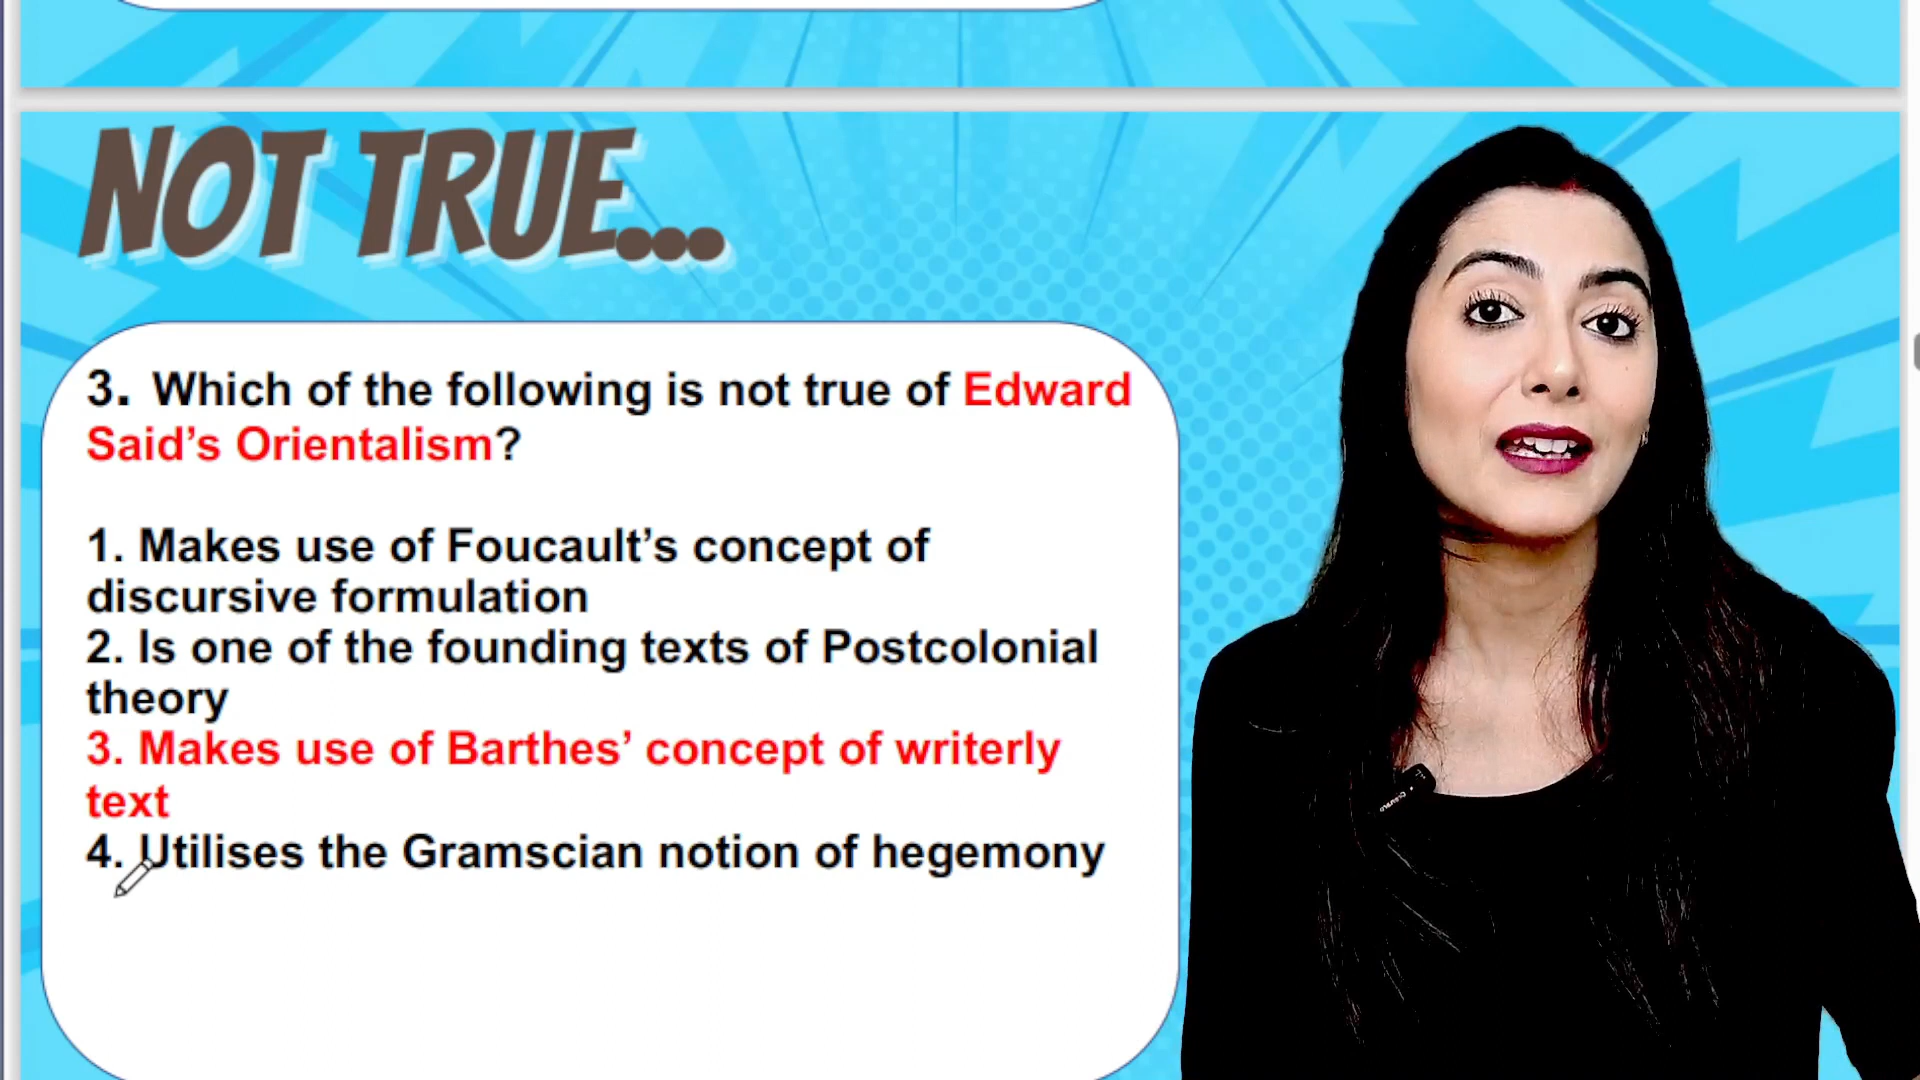 NOT TRUE...
3. Which of the following is not true of Edward
Said’s Orientalism?
1. Makes use of Foucault’s concept of
discursive formulation
2. Is one of the founding texts of Postcolonial
theory
3. Makes use of Barthes’ concept of writerly
text
4. Utilises the Gramscian notion of hegemony